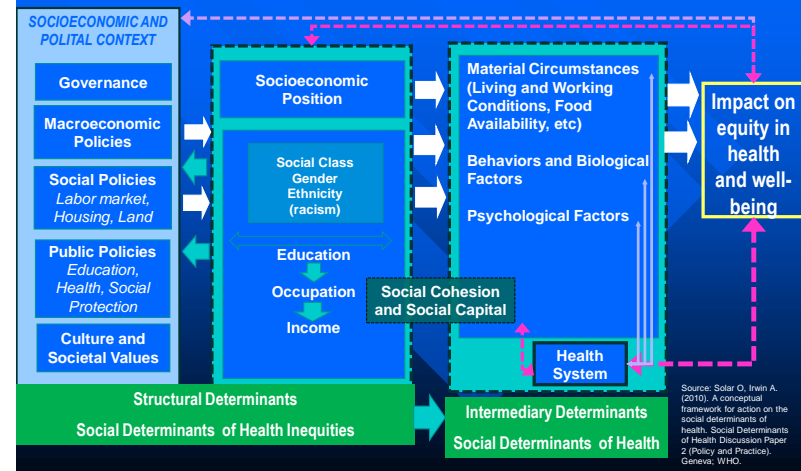 SOCIOECONOMIC AND
POLITAL CONTEXT
Governance
Macroeconomic
Policies
Social Policies
Labor market,
Housing, Land
Public Policies
Education,
Health, Social
Protection
Culture and
Societal Values
Socioeconomic
Position
Social Class
Gender
Ethnicity
(racism)
Education
Occupation
Income
Social Cohesion
and Social Capital
Material Circumstances
(Living and Working
Conditions, Food
Availability, etc)
Behaviors and Biological
Factors
Psychological Factors
Health
System
Impact on
equity in
health
and well-
being
Structural Determinants
Social Determinants of Health Inequities
Intermediary Determinants
Social Determinants of Health
Source: Solar O, Irwin A.
(2010). A conceptual
framework for action on the
social determinants of
health. Social Determinants
of Health Discussion Paper
2 (Policy and Practice).
Geneva; WHO.